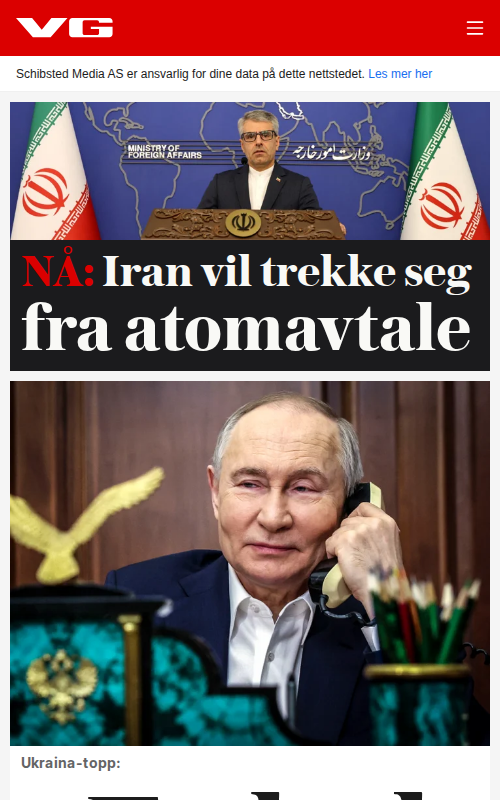 VG
Schibsted Media AS er ansvarlig for dine data på dette nettstedet. Les mer her
MINISTRY OF
FOREIGN AFFAIRS
وزارت امور خارجه
NÅ: Iran vil trekke seg
fra atomavtale
Ukraina-topp: